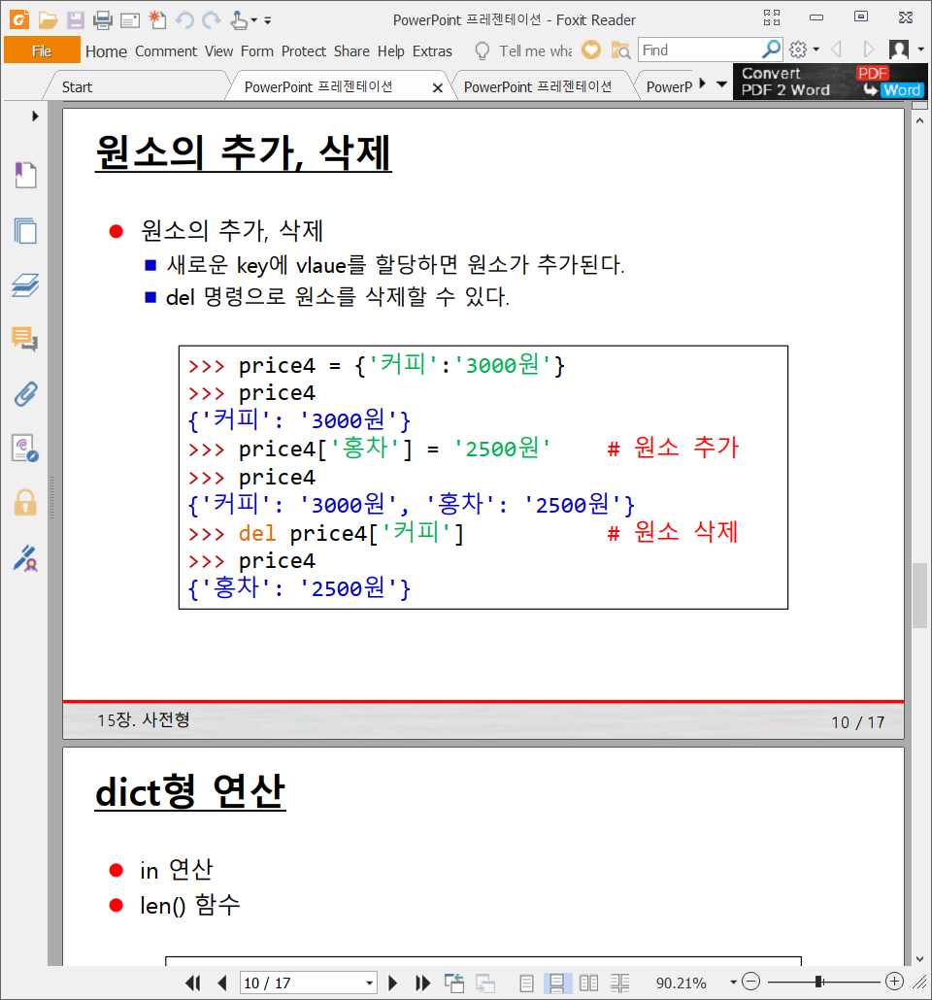 PowerPoint 프레젠테이션 - Foxit Reader
File Home Comment View Form Protect Share Help Extras Tell me wha Find
Start PowerPoint 프레젠테이션 PowerPoint 프레젠테이션 PowerP
Convert PDF
PDF 2 Word Word
원소의 추가, 삭제
원소의 추가, 삭제
새로운 key에 vlaue를 할당하면 원소가 추가된다.
del 명령으로 원소를 삭제할 수 있다.
>>> price4 = {'커피':'3000원'}
>>> price4
{'커피': '3000원'}
>>> price4['홍차'] = '2500원' # 원소 추가
>>> price4
{'커피': '3000원', '홍차': '2500원'}
>>> del price4['커피'] # 원소 삭제
>>> price4
{'홍차': '2500원'}
15장. 사전형 10 / 17
dict형 연산
in 연산
len() 함수
10 / 17 90.21%